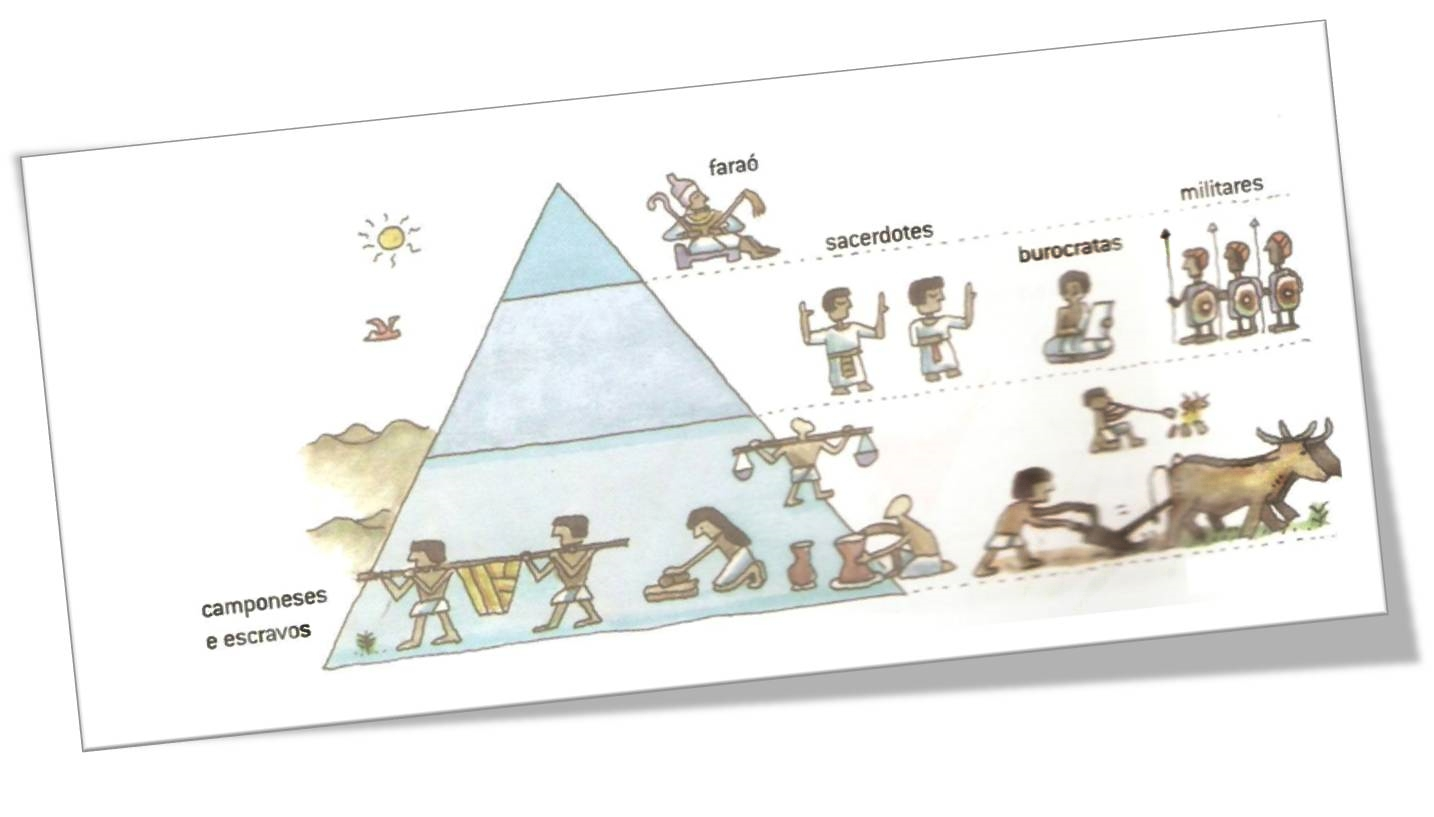 faraó
militares
sacerdotes
burocratas
camponeses
e escravos